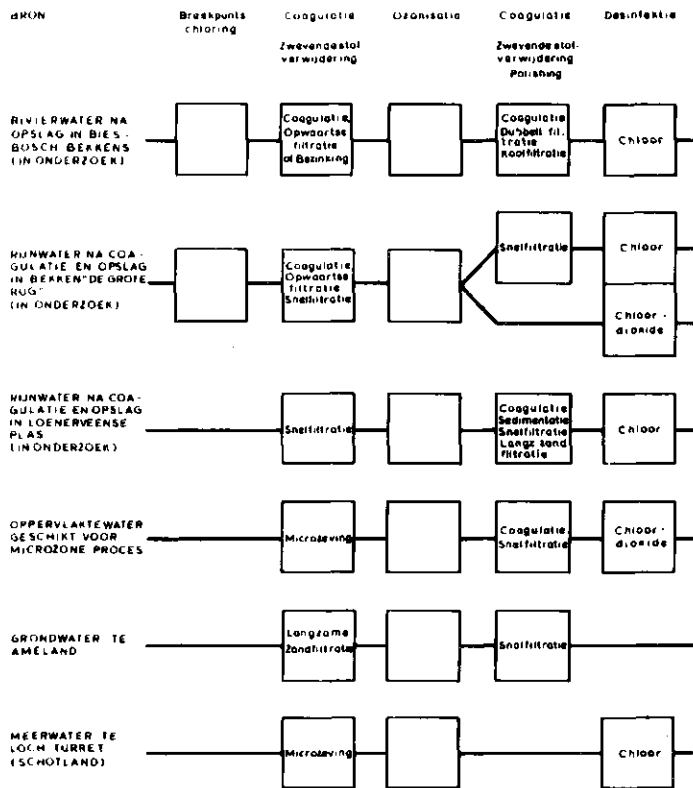 BRON
Breekpunts
chloring
Coagulatie
Zwevendestof
verwijdering
Ozonisatie
Coagulatie
Zwevendestof-
verwijdering
Polishing
Desinfektie
RIVIERWATER NA
OPSLAG IN BIES-
BOSCH BEKKENS
(IN ONDERZOEK)
Coagulatie,
Opwaartse
filtratie
of Bezinking
Coagulatie
Dubbell fil.
tratie
Koolfiltratie
Chloor
RIJNWATER NA COA-
GULATIE EN OPSLAG
IN BEKKEN "DE GROTE
RUG"
(IN ONDERZOEK)
Coagulatie
Opwaartse
filtratie
Snelfiltratie
Snelfiltratie
Chloor
Chloor-
dioxide
RIJNWATER NA COA-
GULATIE EN OPSLAG
IN LOENERVEENSE
PLAS
(IN ONDERZOEK)
Snelfiltratie
Coagulatie
Sedimentatie
Snelfiltratie
Langz zand
filtratie
Chloor
OPPERVLAKTEWATER
GESCHIKT VOOR
MICROZONE PROCES
Microzeving
Coagulatie,
Snelfiltratie
Chloor-
dioxide
GRONDWATER TE
AMELAND
Langzame
Zandfiltratie
Snelfiltratie
MEERWATER TE
LOCH TURRET
(SCHOTLAND)
Microzeving
Chloor